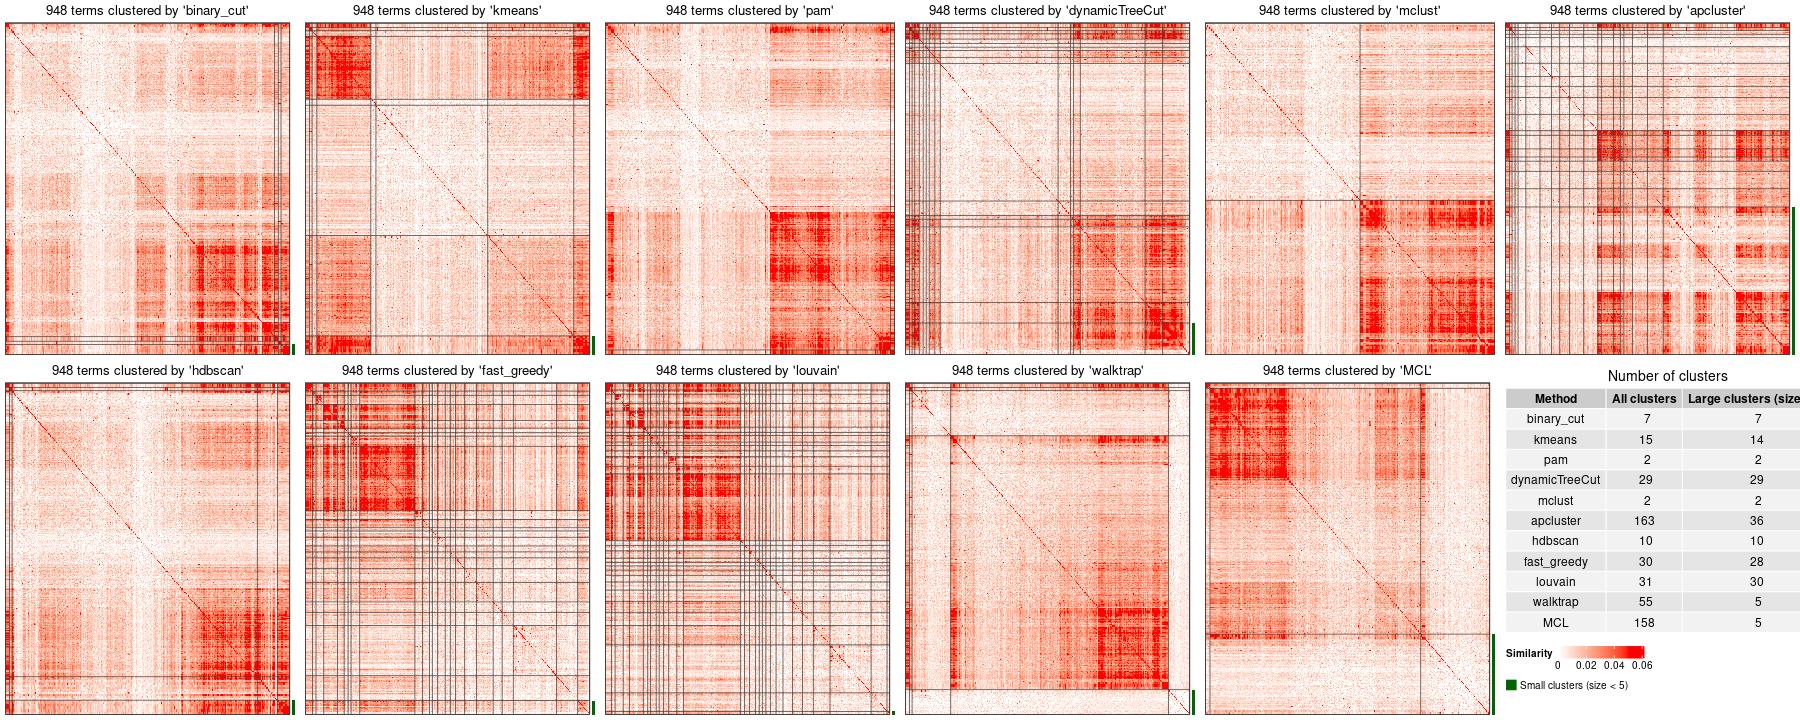 948 terms clustered by 'binary_cut'
948 terms clustered by 'kmeans'
948 terms clustered by 'pam'
948 terms clustered by 'dynamicTreeCut'
948 terms clustered by 'mclust'
948 terms clustered by 'apcluster'
948 terms clustered by 'hdbscan'
948 terms clustered by 'fast_greedy'
948 terms clustered by 'louvain'
948 terms clustered by 'walktrap'
948 terms clustered by 'MCL'
Number of clusters
Method All clusters Large clusters (size
binary_cut 7 7
kmeans 15 14
pam 2 2
dynamicTreeCut 29 29
mclust 2 2
apcluster 163 36
hdbscan 10 10
fast_greedy 30 28
louvain 31 30
walktrap 55 5
MCL 158 5
Similarity
0 0.02 0.04 0.06
Small clusters (size < 5)